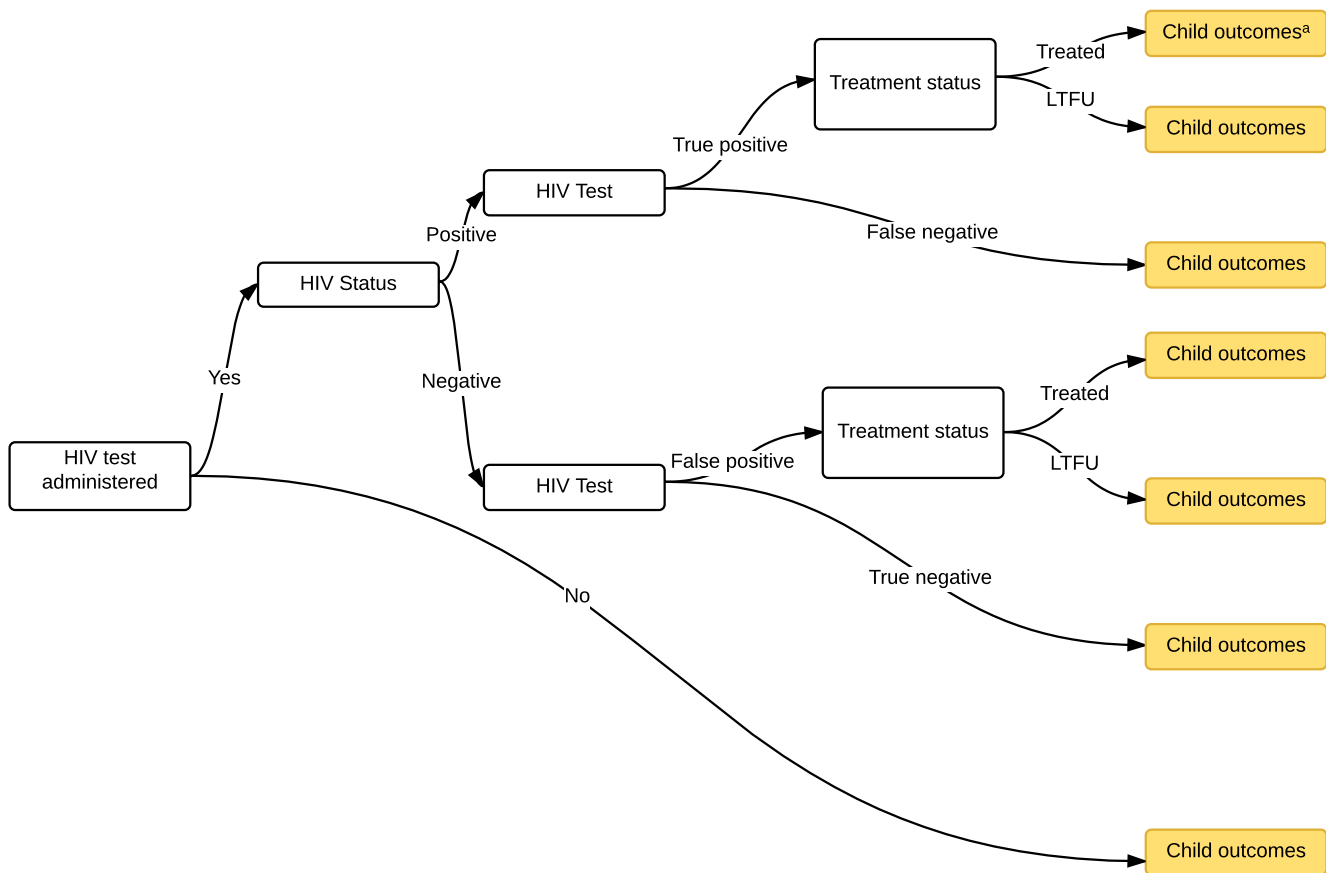 Child outcomesᵃ
Treated
Treatment status
LTFU
Child outcomes
True positive
HIV Test
False negative
Positive
Child outcomes
HIV Status
Child outcomes
Yes
Negative
Treated
Treatment status
HIV test
administered
False positive
LTFU
HIV Test
Child outcomes
True negative
No
Child outcomes
Child outcomes